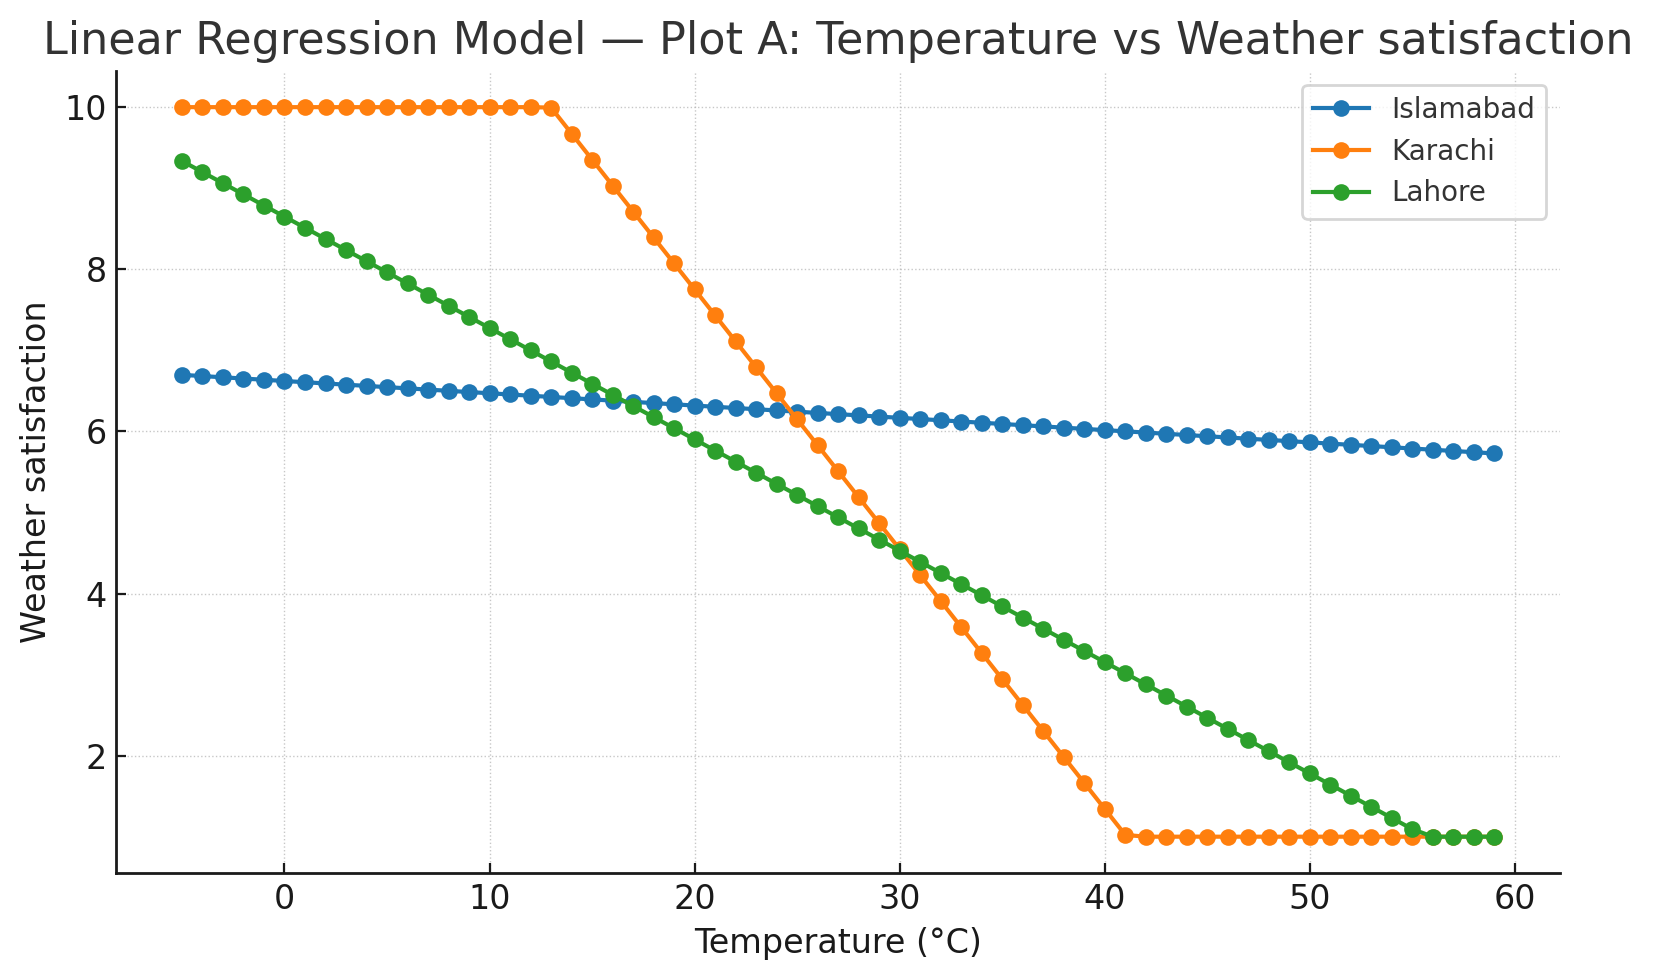 Linear Regression Model — Plot A: Temperature vs Weather satisfaction
Islamabad
Karachi
Lahore
Weather satisfaction
10
8
6
4
2
0 10 20 30 40 50 60
Temperature (°C)